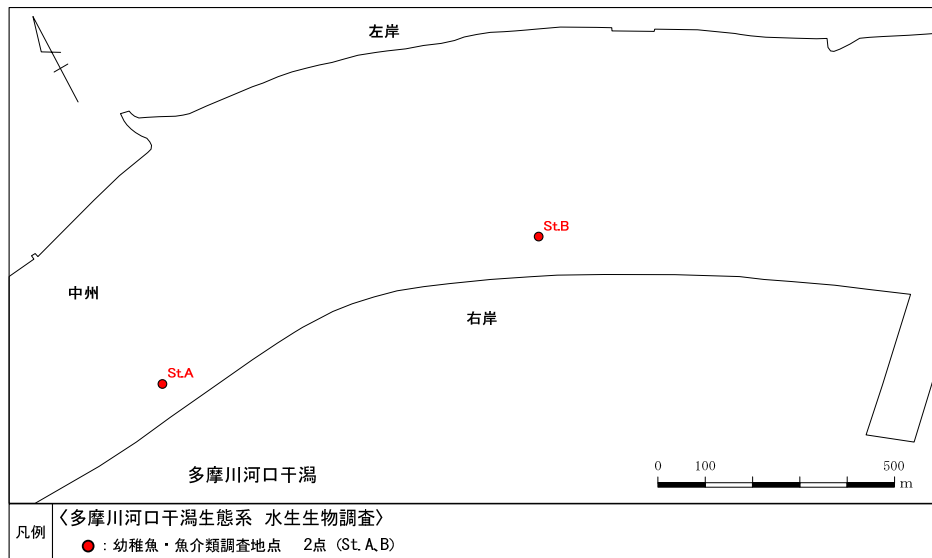 左岸
St.B
中州
右岸
St.A
多摩川河口干潟
0 100 500
m
凡例
〈多摩川河口干潟生態系 水生生物調査〉
●：幼稚魚・魚介類調査地点 2点 (St. A,B)